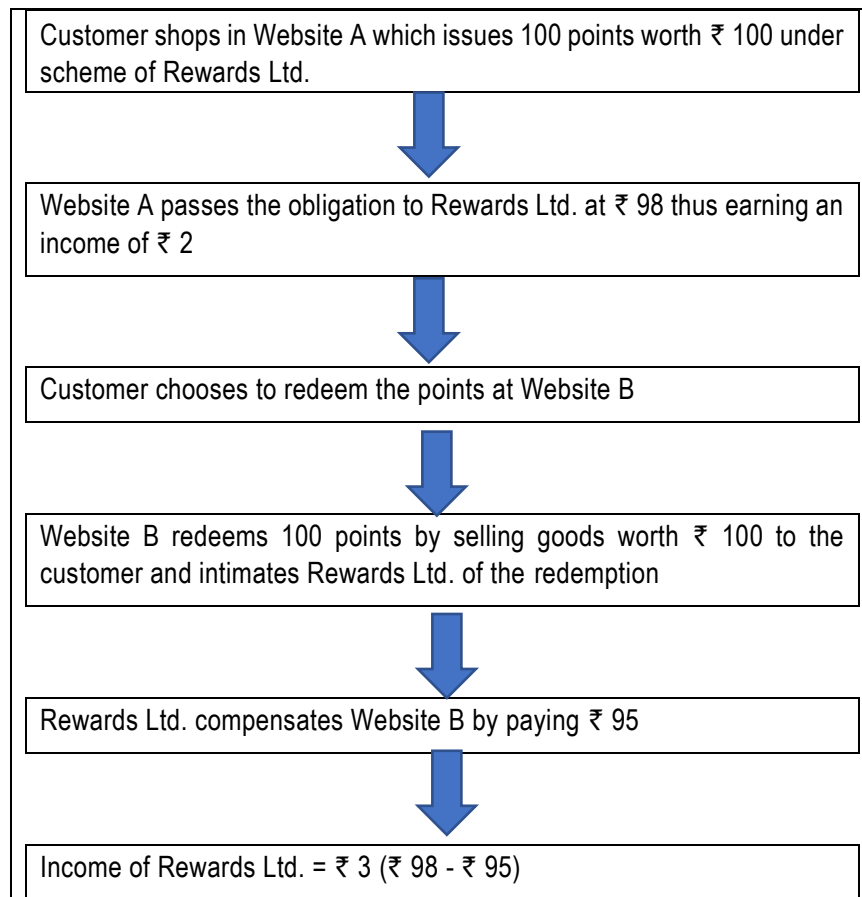 Customer shops in Website A which issues 100 points worth ₹ 100 under
scheme of Rewards Ltd.
Website A passes the obligation to Rewards Ltd. at ₹ 98 thus earning an
income of ₹ 2
Customer chooses to redeem the points at Website B
Website B redeems 100 points by selling goods worth ₹ 100 to the
customer and intimates Rewards Ltd. of the redemption
Rewards Ltd. compensates Website B by paying ₹ 95
Income of Rewards Ltd. = ₹ 3 (₹ 98 - ₹ 95)